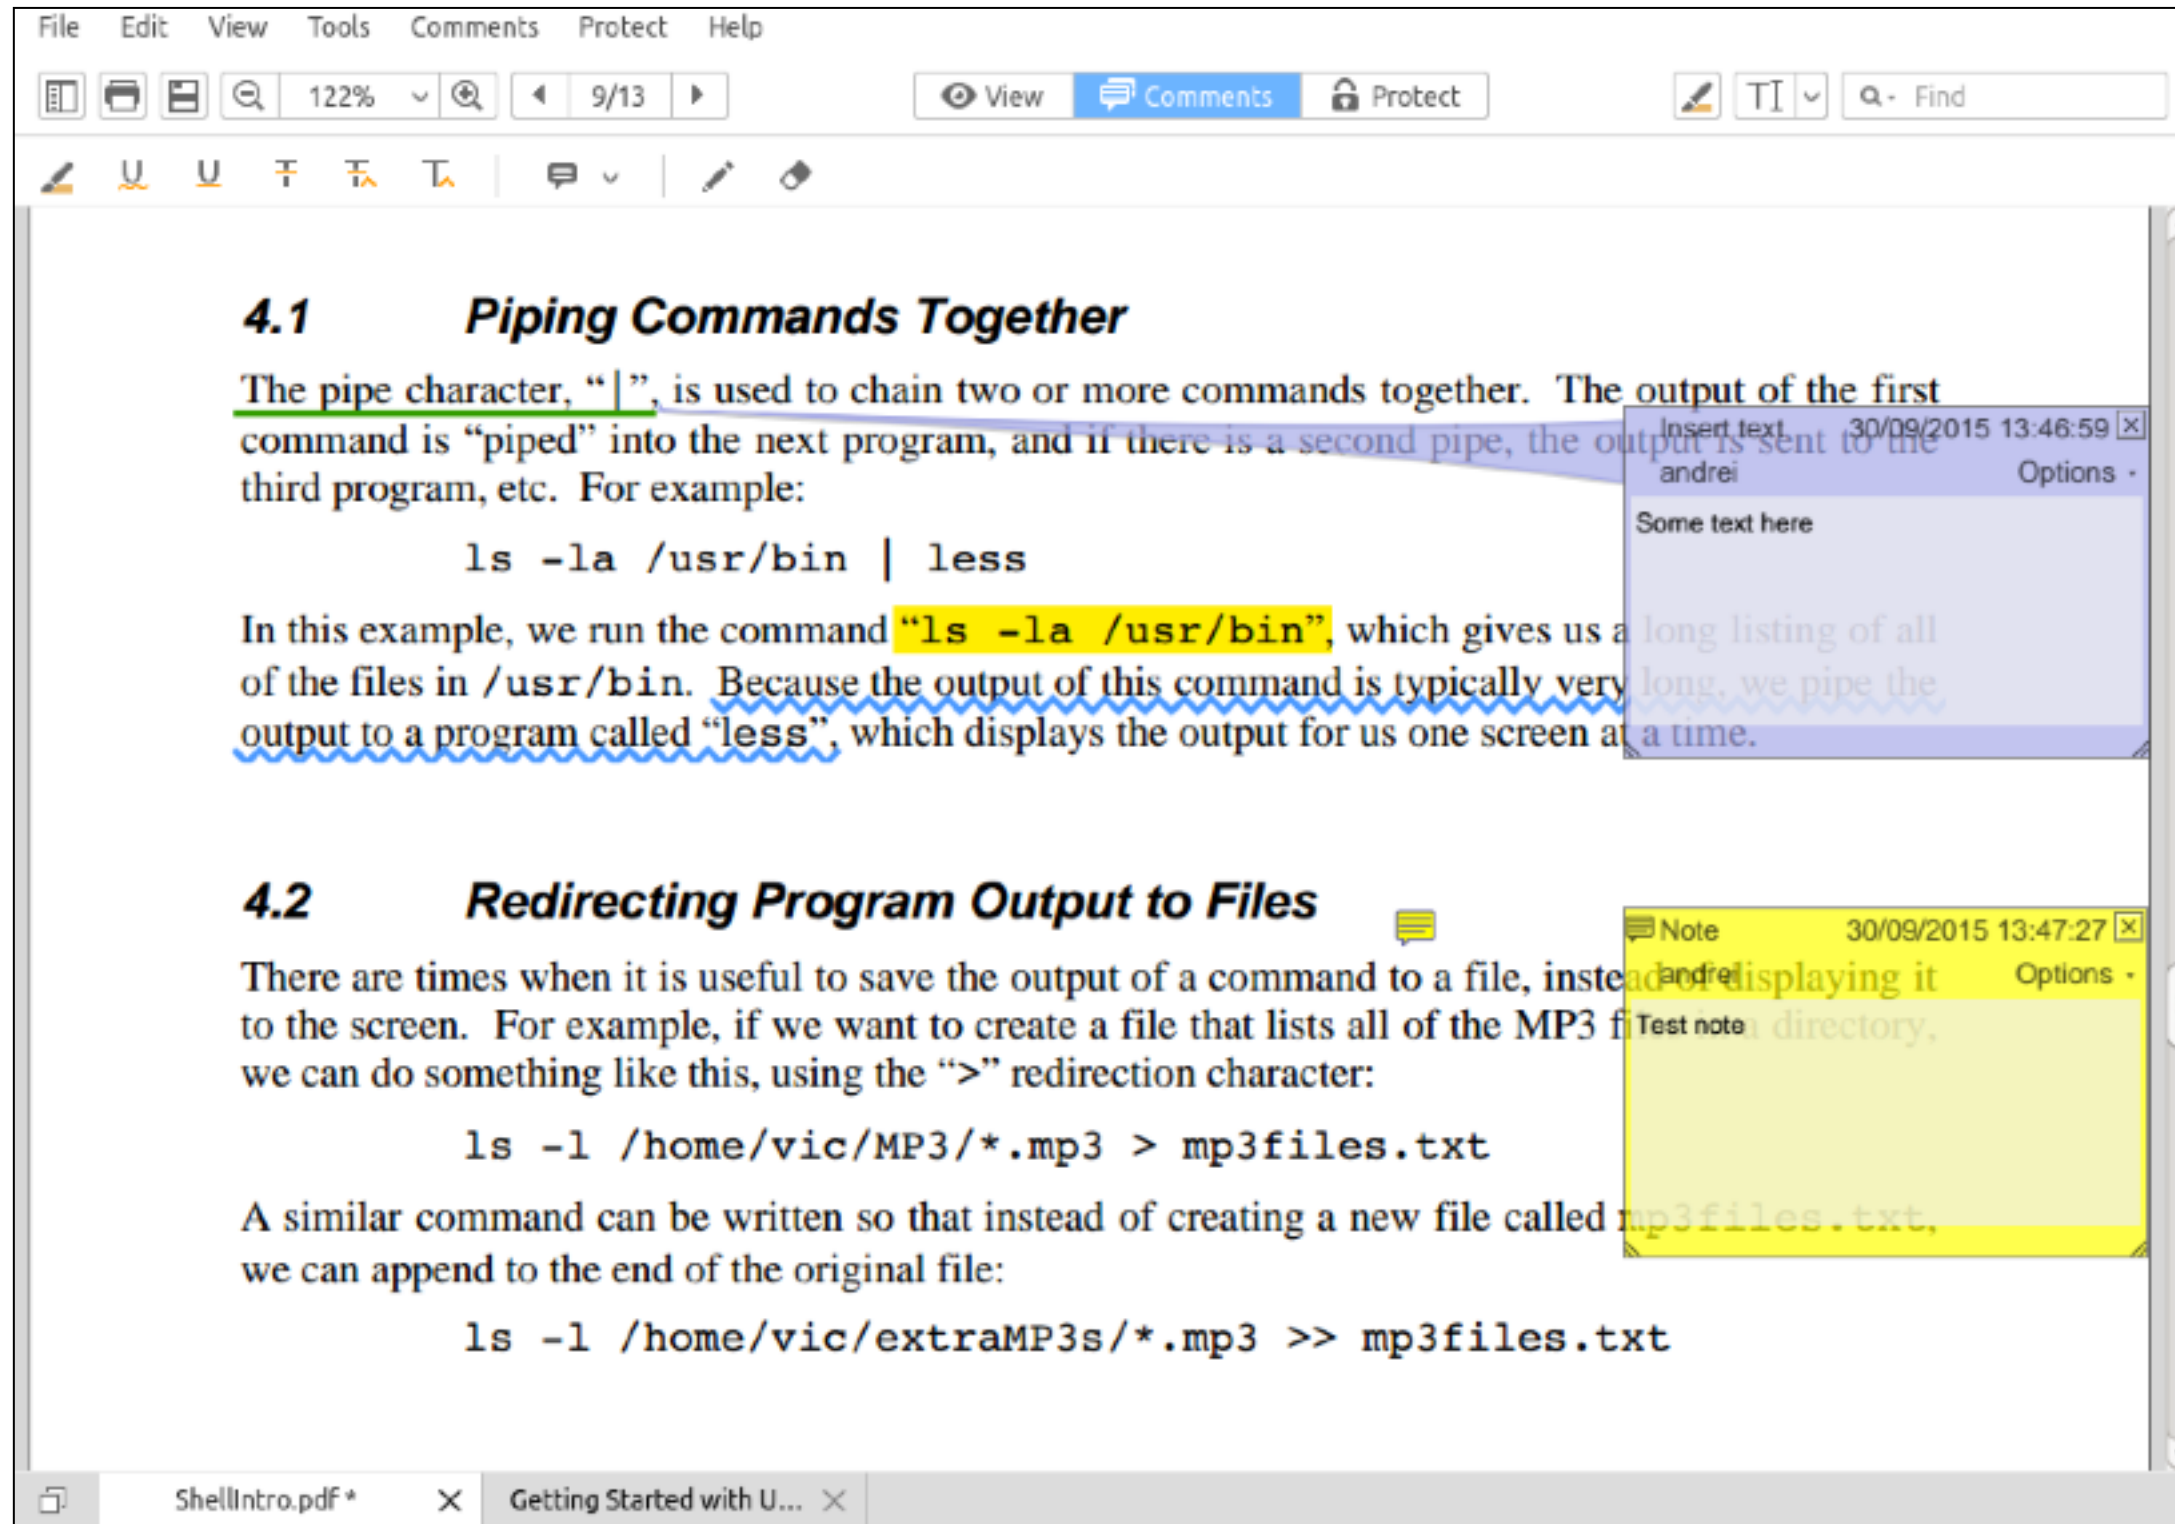 File Edit View Tools Comments Protect Help
122% 9/13 View Comments Protect TI Find
U U T T T
4.1 Piping Commands Together
The pipe character, “|”, is used to chain two or more commands together. The output of the first
command is “piped” into the next program, and if there is a second pipe, the output is sent to the
third program, etc. For example:
ls -la /usr/bin | less
In this example, we run the command “ls -la /usr/bin”, which gives us a long listing of all
of the files in /usr/bin. Because the output of this command is typically very long, we pipe the
output to a program called “less”, which displays the output for us one screen at a time.
Insert text 30/09/2015 13:46:59
andrei Options
Some text here
4.2 Redirecting Program Output to Files
There are times when it is useful to save the output of a command to a file, instead of displaying it
to the screen. For example, if we want to create a file that lists all of the MP3 files in a directory,
we can do something like this, using the “>” redirection character:
ls -l /home/vic/MP3/*.mp3 > mp3files.txt
A similar command can be written so that instead of creating a new file called mp3files.txt,
we can append to the end of the original file:
ls -l /home/vic/extraMP3s/*.mp3 >> mp3files.txt
Note 30/09/2015 13:47:27
andrei Options
Test note
ShellIntro.pdf * Getting Started with U...